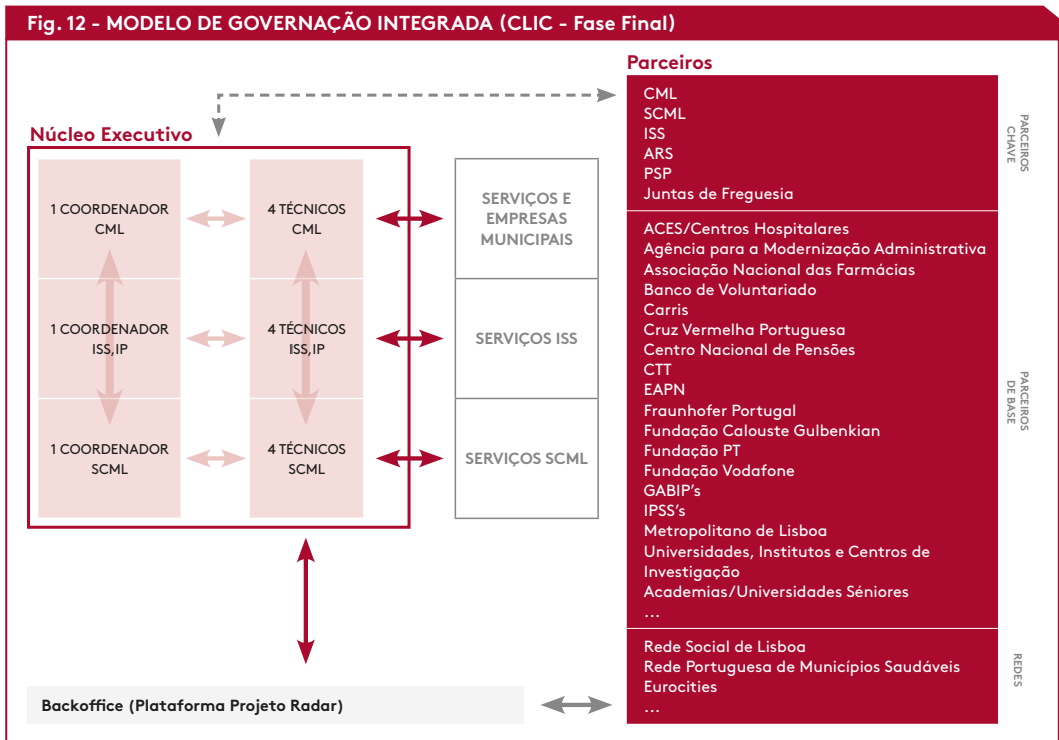 Fig. 12 - MODELO DE GOVERNAÇÃO INTEGRADA (CLIC - Fase Final)
Núcleo Executivo
1 COORDENADOR
CML
4 TÉCNICOS
CML
SERVIÇOS E
EMPRESAS
MUNICIPAIS
1 COORDENADOR
ISS,IP
4 TÉCNICOS
ISS,IP
SERVIÇOS ISS
1 COORDENADOR
SCML
4 TÉCNICOS
SCML
SERVIÇOS SCML
Backoffice (Plataforma Projeto Radar)
Parceiros
CML
SCML
ISS
ARS
PSP
Juntas de Freguesia
PARCEIROS
CHAVE
ACES/Centros Hospitalares
Agência para a Modernização Administrativa
Associação Nacional das Farmácias
Banco de Voluntariado
Carris
Cruz Vermelha Portuguesa
Centro Nacional de Pensões
CTT
EAPN
Fraunhofer Portugal
Fundação Calouste Gulbenkian
Fundação PT
Fundação Vodafone
GABIP's
IPSS's
Metropolitano de Lisboa
Universidades, Institutos e Centros de
Investigação
Academias/Universidades Séniores
...
PARCEIROS
DE BASE
Rede Social de Lisboa
Rede Portuguesa de Municípios Saudáveis
Eurocities
...
REDES